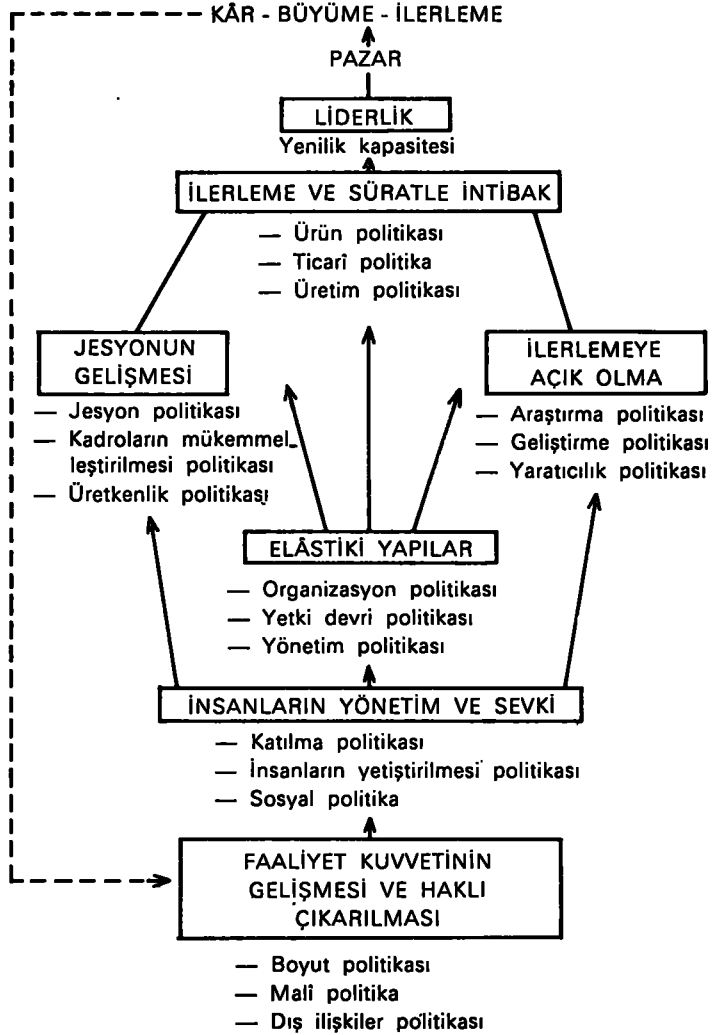 KÂR - BÜYÜME - İLERLEME
PAZAR
LİDERLİK
Yenilik kapasitesi
İLERLEME VE SÜRATLE İNTİBAK
— Ürün politikası
— Ticarî politika
— Üretim politikası
JESYONUN
GELİŞMESİ
— Jesyon politikası
— Kadroların mükemmel_
leştirilmesi politikası
— Üretkenlik politikası
İLERLEMEYE
AÇIK OLMA
— Araştırma politikası
— Geliştirme politikası
— Yaratıcılık politikası
ELÂSTİKİ YAPILAR
— Organizasyon politikası
— Yetki devri politikası
— Yönetim politikası
İNSANLARIN YÖNETİM VE SEVKİ
— Katılma politikası
— İnsanların yetiştirilmesi politikası
— Sosyal politika
FAALİYET KUVVETİNİN
GELİŞMESİ VE HAKLI
ÇIKARILMASI
— Boyut politikası
— Malî politika
— Dış ilişkiler politikası